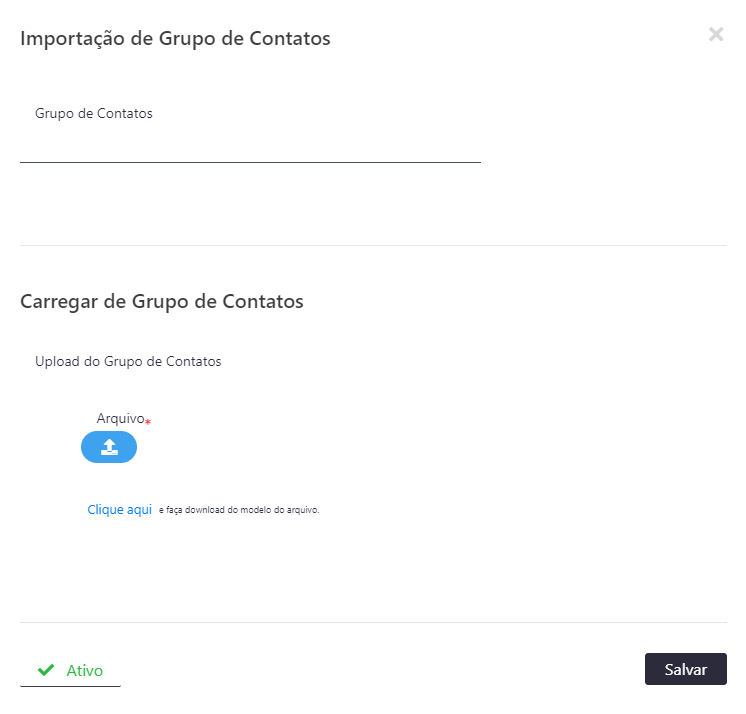 Importação de Grupo de Contatos
Grupo de Contatos
Carregar de Grupo de Contatos
Upload do Grupo de Contatos
Arquivo*
Clique aqui e faça download do modelo do arquivo.
Ativo
Salvar